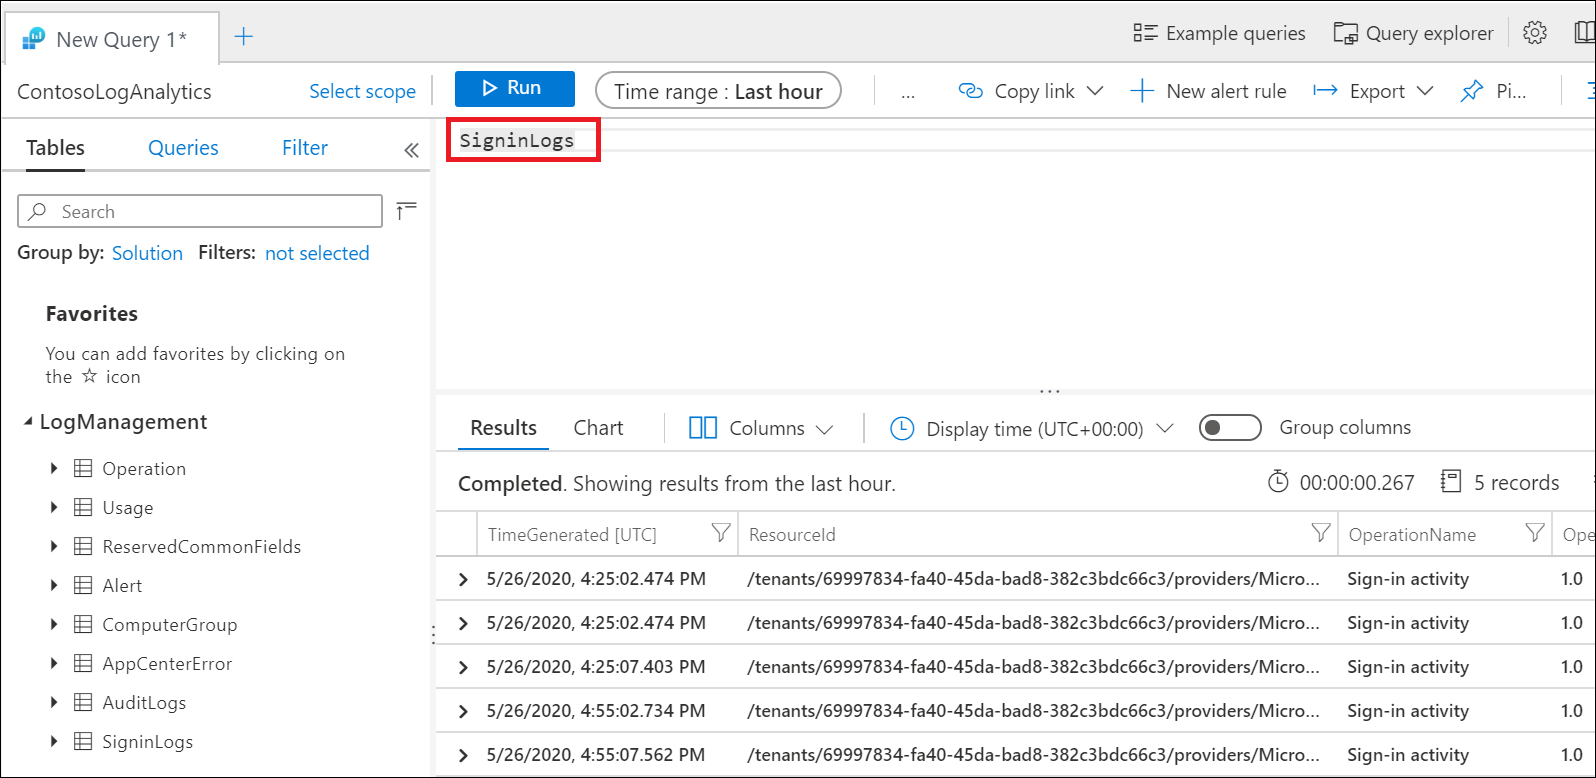 New Query 1*
Example queries
Query explorer
ContosoLogAnalytics
Select scope
Run
Time range : Last hour
...
Copy link
New alert rule
Export
Pi...
Tables
Queries
Filter
SigninLogs
Search
Group by: Solution Filters: not selected
Favorites
You can add favorites by clicking on
the ☆ icon
LogManagement
Operation
Usage
ReservedCommonFields
Alert
ComputerGroup
AppCenterError
AuditLogs
SigninLogs
Results
Chart
Columns
Display time (UTC+00:00)
Group columns
Completed. Showing results from the last hour.
00:00:00.267
5 records
TimeGenerated [UTC] ResourceId OperationName Ope
5/26/2020, 4:25:02.474 PM /tenants/69997834-fa40-45da-bad8-382c3bdc66c3/providers/Micro... Sign-in activity 1.0
5/26/2020, 4:25:02.474 PM /tenants/69997834-fa40-45da-bad8-382c3bdc66c3/providers/Micro... Sign-in activity 1.0
5/26/2020, 4:25:07.403 PM /tenants/69997834-fa40-45da-bad8-382c3bdc66c3/providers/Micro... Sign-in activity 1.0
5/26/2020, 4:55:02.734 PM /tenants/69997834-fa40-45da-bad8-382c3bdc66c3/providers/Micro... Sign-in activity 1.0
5/26/2020, 4:55:07.562 PM /tenants/69997834-fa40-45da-bad8-382c3bdc66c3/providers/Micro... Sign-in activity 1.0